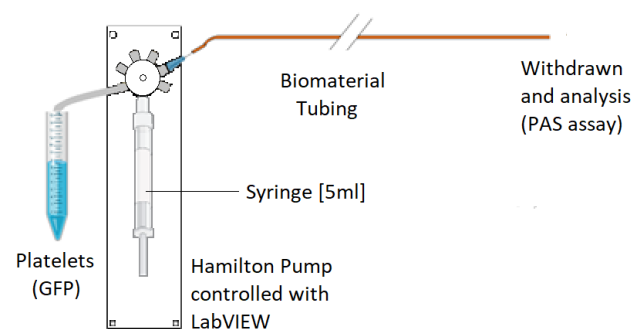 Biomaterial
Tubing
Withdrawn
and analysis
(PAS assay)
Syringe [5ml]
Platelets
(GFP)
Hamilton Pump
controlled with
LabVIEW